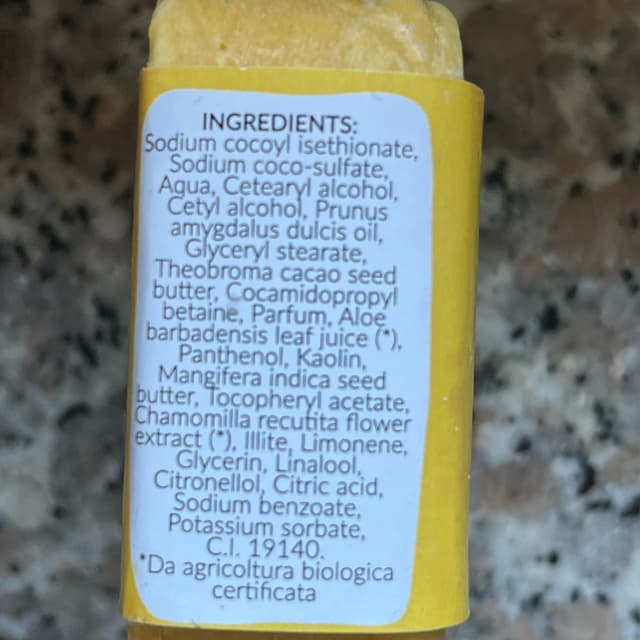 INGREDIENTS:
Sodium cocoyl isethionate,
Sodium coco-sulfate,
Aqua, Cetearyl alcohol,
Cetyl alcohol, Prunus
amygdalus dulcis oil,
Glyceryl stearate,
Theobroma cacao seed
butter, Cocamidopropyl
betaine, Parfum, Aloe
barbadensis leaf juice (*),
Panthenol, Kaolin,
Mangifera indica seed
butter, Tocopheryl acetate,
Chamomilla recutita flower
extract (*), Illite, Limonene,
Glycerin, Linalool,
Citronellol, Citric acid,
Sodium benzoate,
Potassium sorbate,
C.I. 19140.
*Da agricoltura biologica
certificata